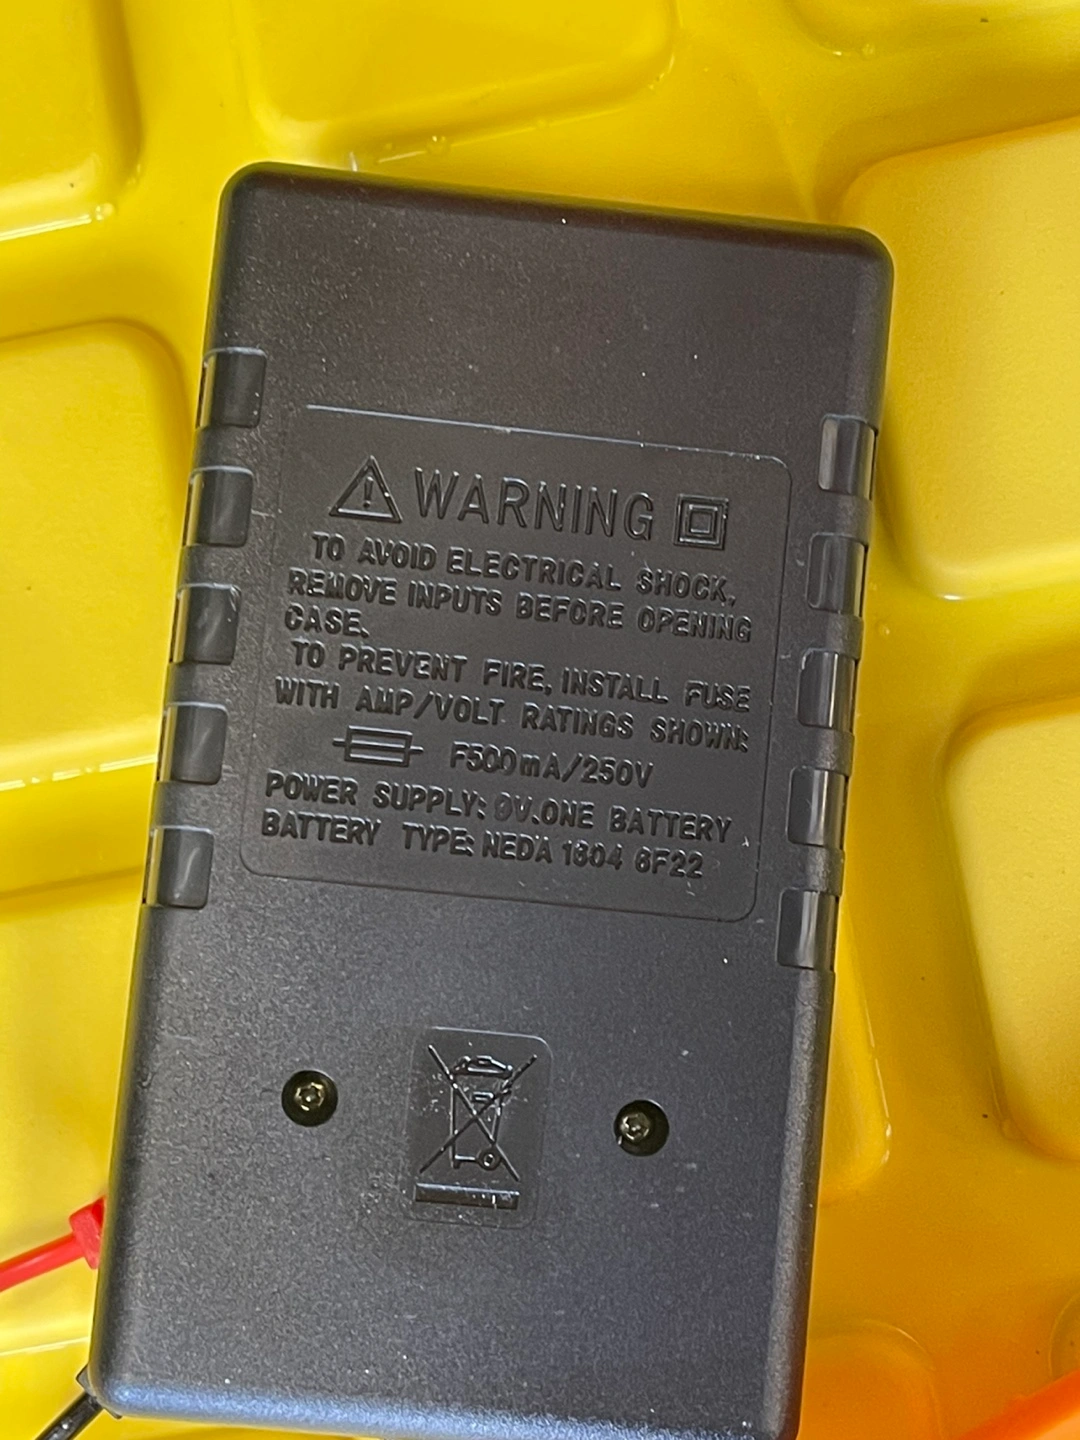 WARNING
TO AVOID ELECTRICAL SHOCK,
REMOVE INPUTS BEFORE OPENING
CASE.
TO PREVENT FIRE, INSTALL FUSE
WITH AMP/VOLT RATINGS SHOWN:
F500mA/250V
POWER SUPPLY: 9V.ONE BATTERY
BATTERY TYPE: NEDA 1604 6F22